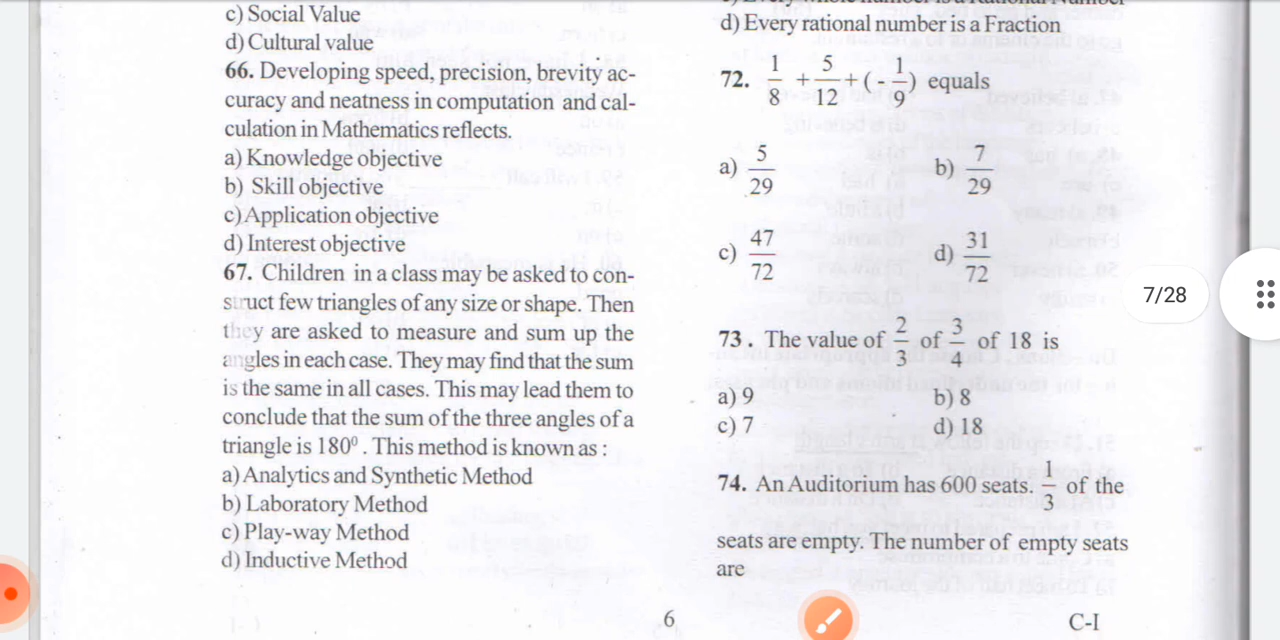 c) Social Value
d) Cultural value
66. Developing speed, precision, brevity ac-
curacy and neatness in computation and cal-
culation in Mathematics reflects.
a) Knowledge objective
b) Skill objective
c) Application objective
d) Interest objective
67. Children in a class may be asked to con-
struct few triangles of any size or shape. Then
they are asked to measure and sum up the
angles in each case. They may find that the sum
is the same in all cases. This may lead them to
conclude that the sum of the three angles of a
triangle is 180⁰. This method is known as :
a) Analytics and Synthetic Method
b) Laboratory Method
c) Play-way Method
d) Inductive Method
d) Every rational number is a Fraction
72. 1/8 + 5/12 + (- 1/9) equals
a) 5/29 b) 7/29
c) 47/72 d) 31/72
73. The value of 2/3 of 3/4 of 18 is
a) 9 b) 8
c) 7 d) 18
74. An Auditorium has 600 seats. 1/3 of the
seats are empty. The number of empty seats
are
6
C-I
7/28